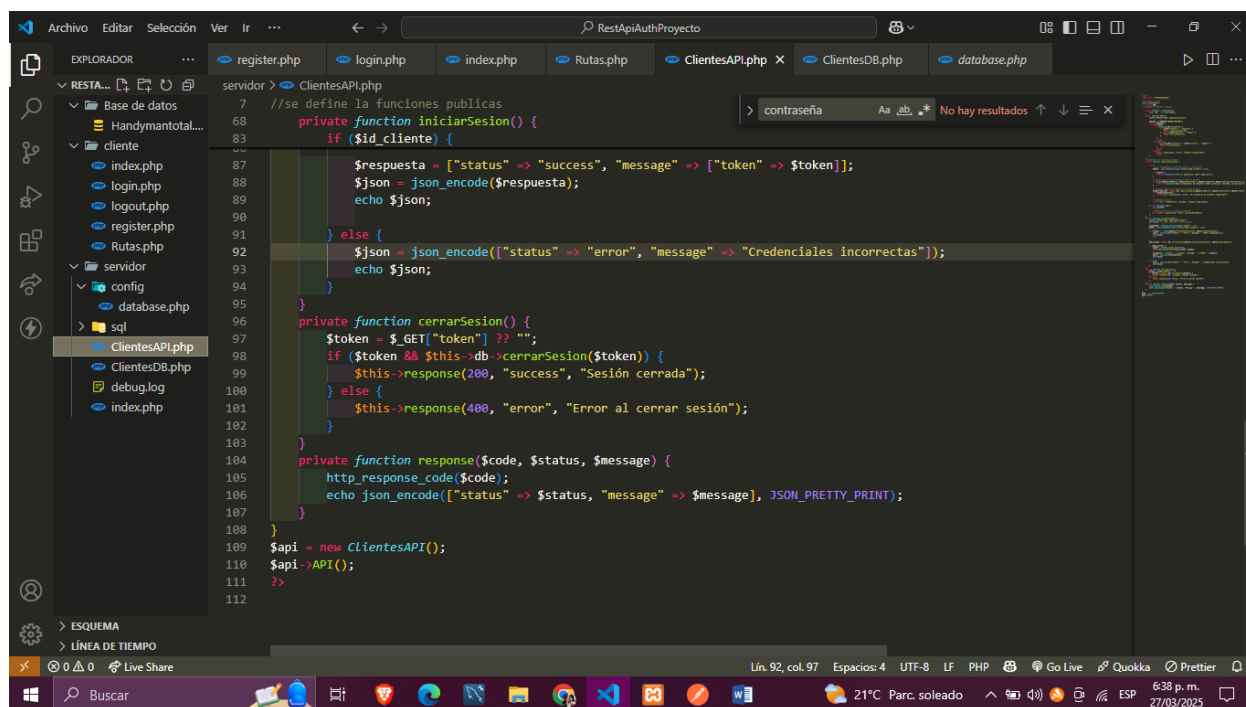 Archivo Editar Selección Ver Ir ··· RestApiAuthProyecto
EXPLORADOR ··· register.php login.php index.php Rutas.php ClientesAPI.php ClientesDB.php database.php
RESTA... servidor > ClientesAPI.php
Base de datos
Handymantotal....
cliente
index.php
login.php
logout.php
register.php
Rutas.php
servidor
config
database.php
sql
ClientesAPI.php
ClientesDB.php
debug.log
index.php
contraseña Aa ab .* No hay resultados
7 //se define la funciones publicas
68 private function iniciarSesion() {
83 if ($id_cliente) {
87 $respuesta = ["status" => "success", "message" => ["token" => $token]];
88 $json = json_encode($respuesta);
89 echo $json;
90
91 } else {
92 $json = json_encode(["status" => "error", "message" => "Credenciales incorrectas"]);
93 echo $json;
94 }
95 }
96 private function cerrarSesion() {
97 $token = $_GET["token"] ?? "";
98 if ($token && $this->db->cerrarSesion($token)) {
99 $this->response(200, "success", "Sesión cerrada");
100 } else {
101 $this->response(400, "error", "Error al cerrar sesión");
102 }
103 }
104 private function response($code, $status, $message) {
105 http_response_code($code);
106 echo json_encode(["status" => $status, "message" => $message], JSON_PRETTY_PRINT);
107 }
108 }
109 $api = new ClientesAPI();
110 $api->API();
111 ?>
112
ESQUEMA
LÍNEA DE TIEMPO
0 0 Live Share Lín. 92, col. 97 Espacios: 4 UTF-8 LF PHP Go Live Quokka Prettier
Buscar 21°C Parc. soleado ESP 6:38 p. m.
27/03/2025